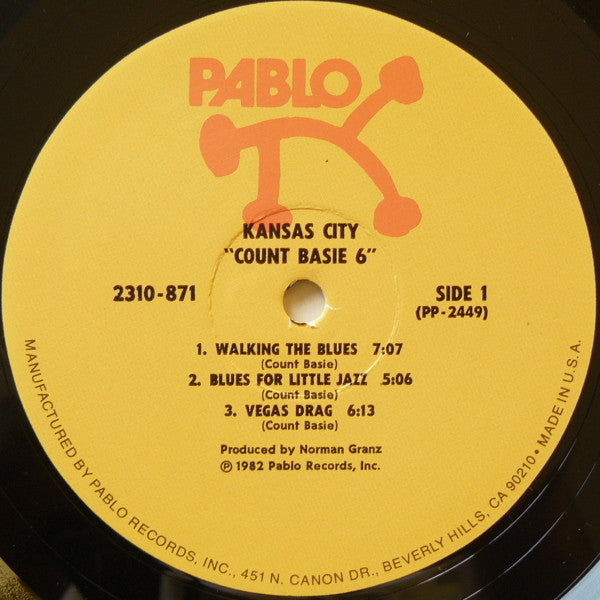 PABLO
KANSAS CITY
"COUNT BASIE 6"
2310-871
SIDE 1
(PP-2449)
1. WALKING THE BLUES 7:07
(Count Basie)
2. BLUES FOR LITTLE JAZZ 5:06
(Count Basie)
3. VEGAS DRAG 6:13
(Count Basie)
Produced by Norman Granz
℗ 1982 Pablo Records, Inc.
MANUFACTURED BY PABLO RECORDS, INC., 451 N. CANON DR., BEVERLY HILLS, CA 90210 • MADE IN U.S.A.